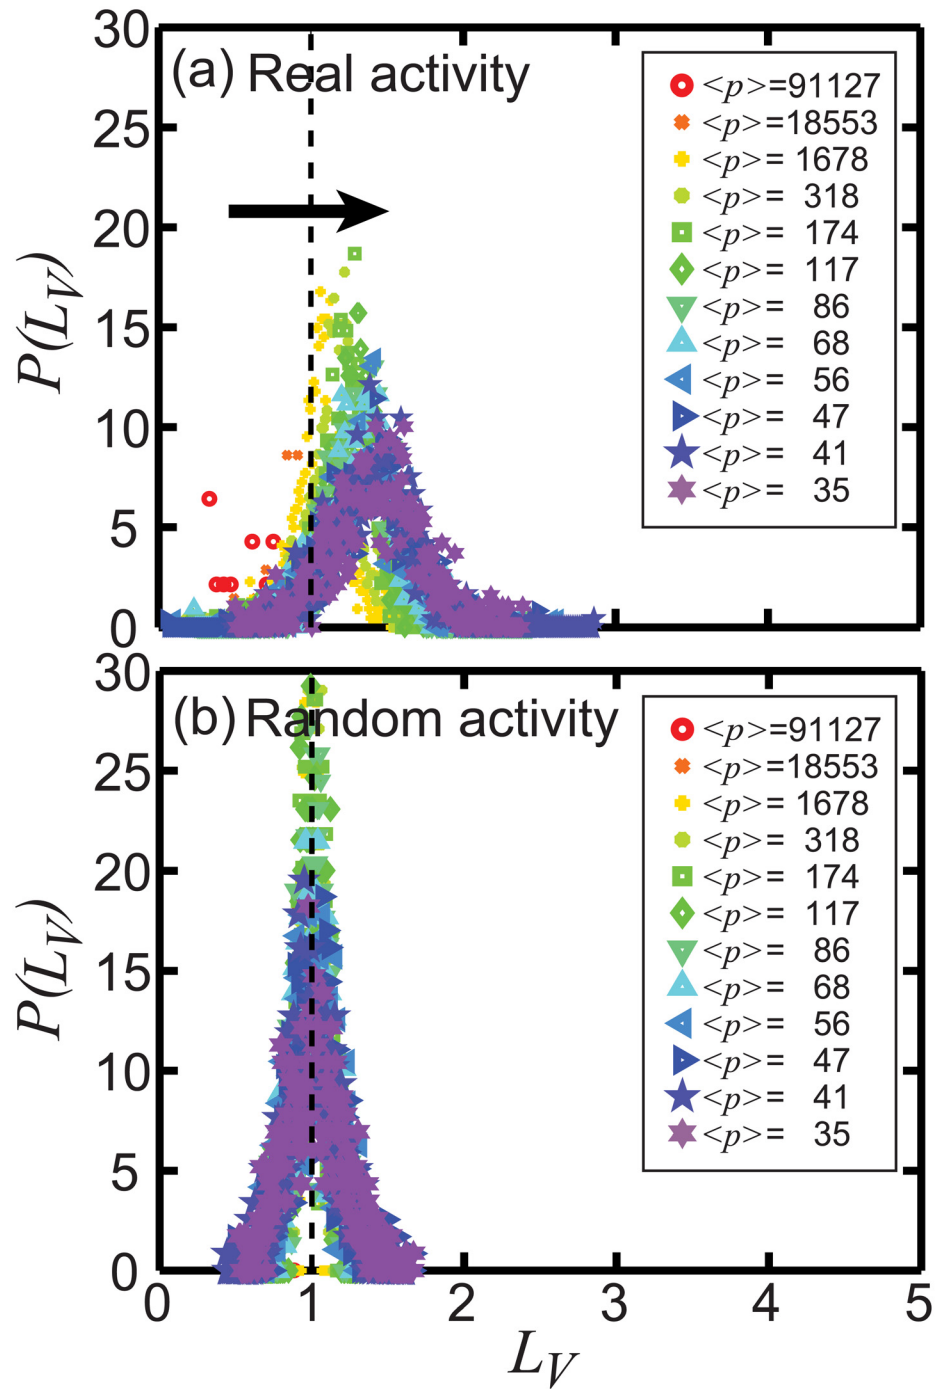 30
25
20
15
10
5
0
P(L_V)
(a) Real activity
<p>=91127
<p>=18553
<p>= 1678
<p>= 318
<p>= 174
<p>= 117
<p>= 86
<p>= 68
<p>= 56
<p>= 47
<p>= 41
<p>= 35
30
25
20
15
10
5
0
P(L_V)
(b) Random activity
<p>=91127
<p>=18553
<p>= 1678
<p>= 318
<p>= 174
<p>= 117
<p>= 86
<p>= 68
<p>= 56
<p>= 47
<p>= 41
<p>= 35
0 1 2 3 4 5
L_V